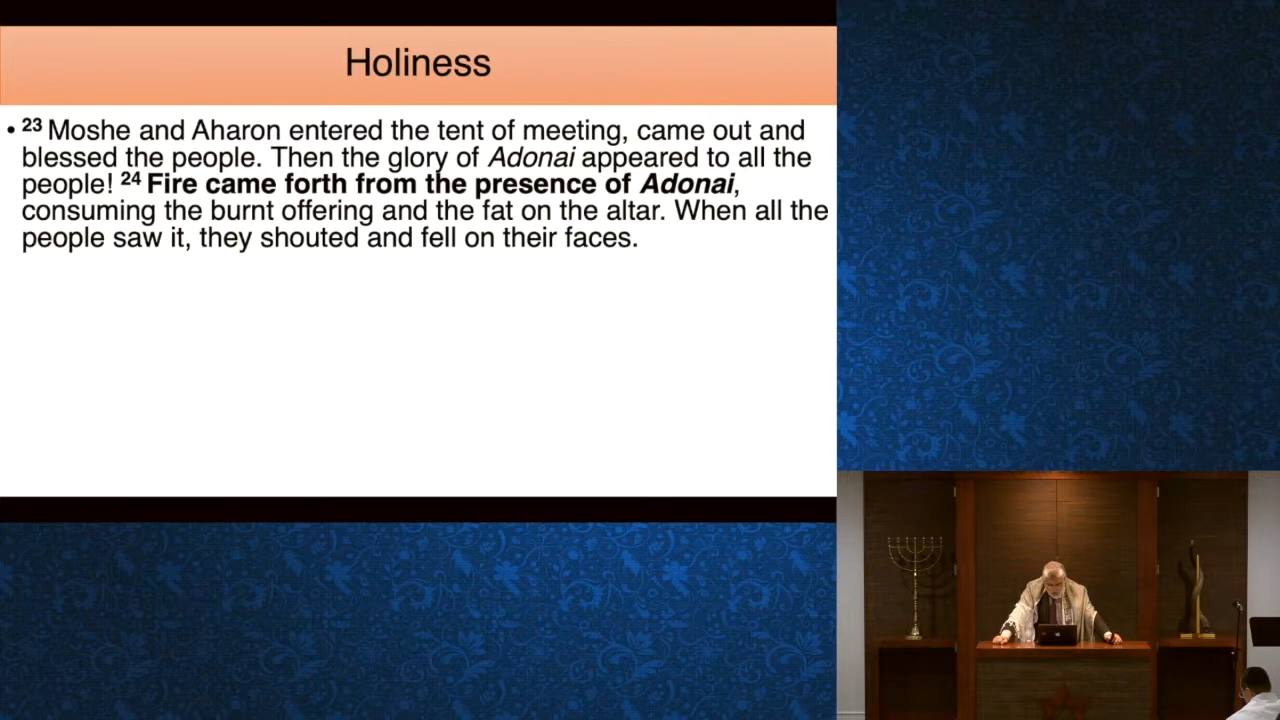 Holiness
• 23 Moshe and Aharon entered the tent of meeting, came out and
blessed the people. Then the glory of Adonai appeared to all the
people! 24 Fire came forth from the presence of Adonai,
consuming the burnt offering and the fat on the altar. When all the
people saw it, they shouted and fell on their faces.